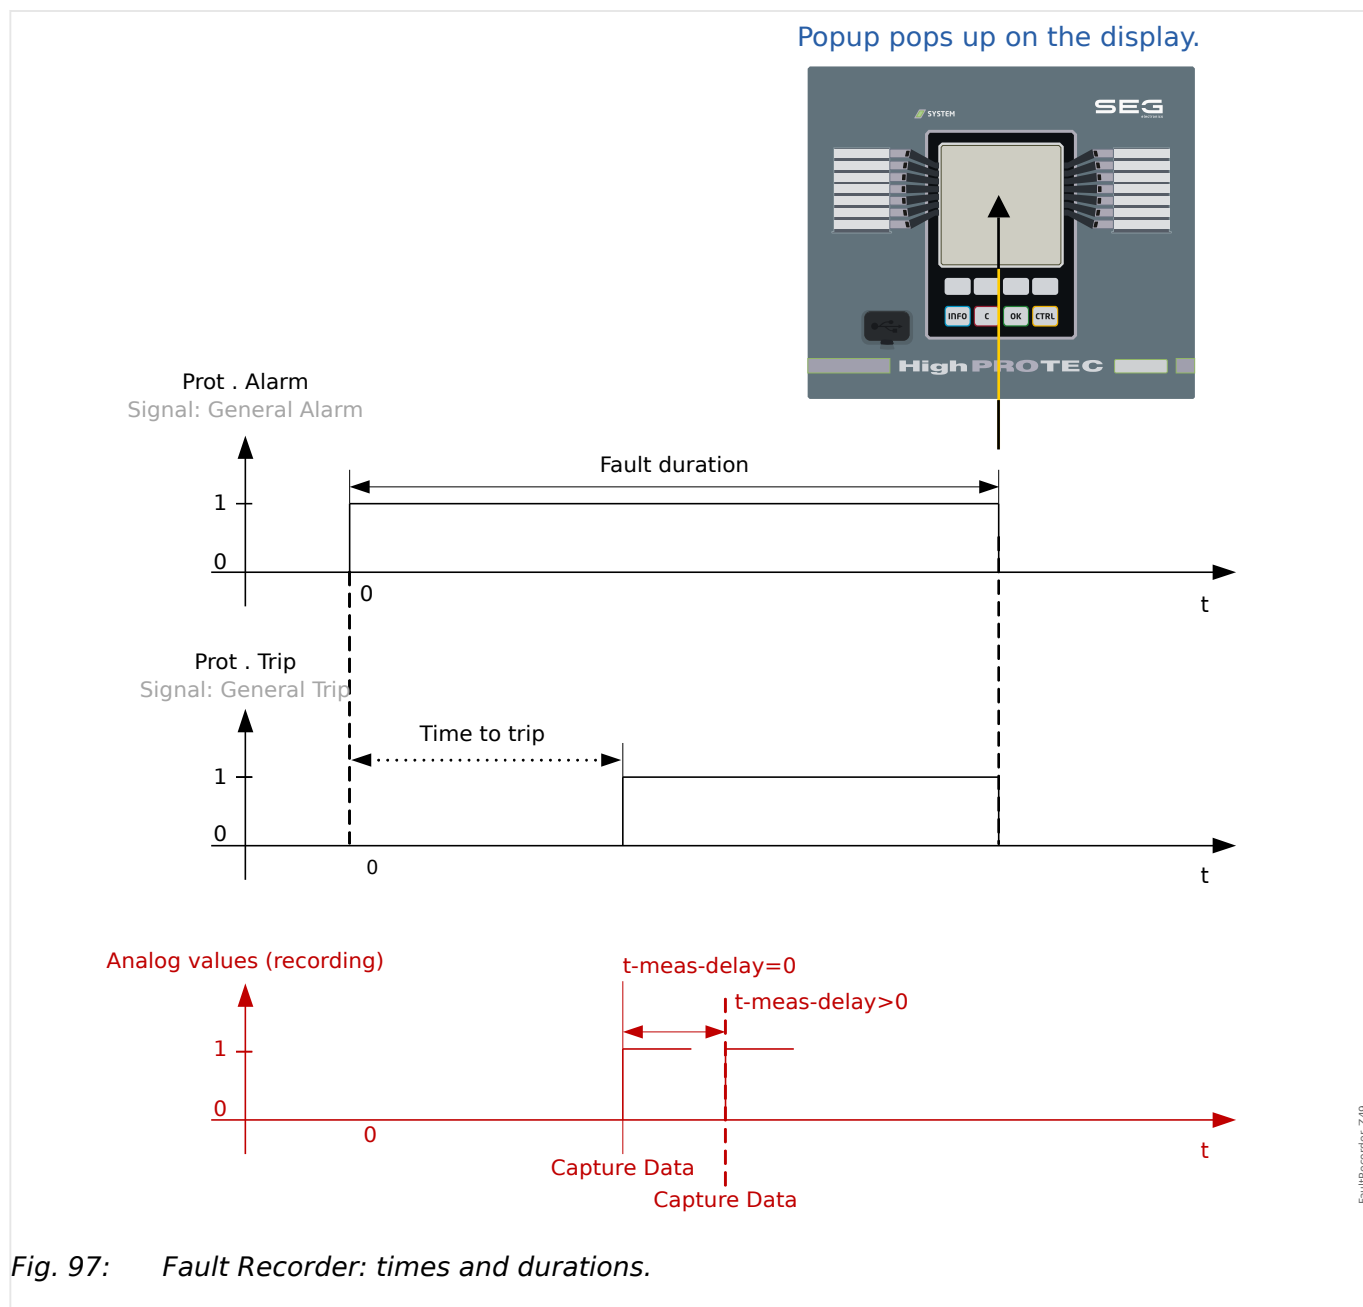 Popup pops up on the display.
SYSTEM
SEG
INFO
C
OK
CTRL
HighPROTEC
Prot . Alarm
Signal: General Alarm
Fault duration
1
0
0
t
Prot . Trip
Signal: General Trip
Time to trip
1
0
0
t
Analog values (recording)
t-meas-delay=0
t-meas-delay>0
1
0
0
t
Capture Data
Capture Data
Fig. 97: Fault Recorder: times and durations.